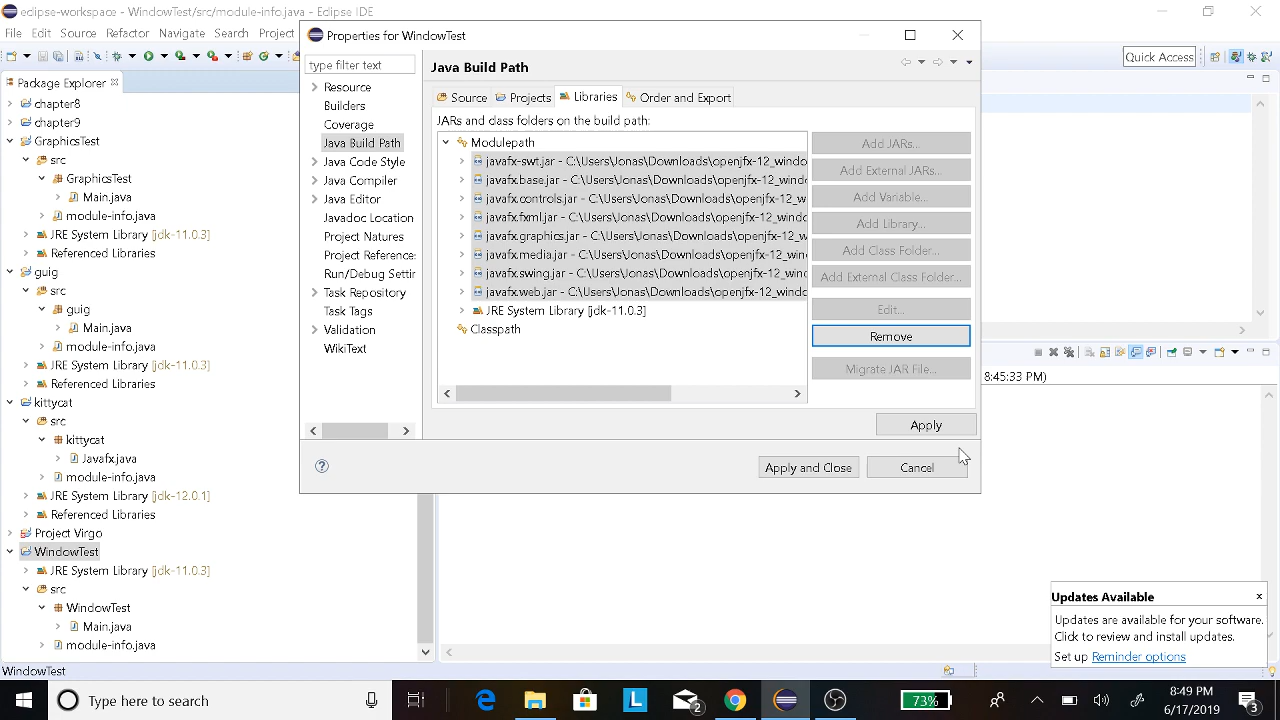 eclipse-workspace - WindowTest/src/module-info.java - Eclipse IDE
File Edit Source Refactor Navigate Search Project
Quick Access
Package Explorer
chapter8
chapter9
GraphicsTest
src
GraphicsTest
Main.java
module-info.java
JRE System Library [jdk-11.0.3]
Referenced Libraries
guig
src
guig
Main.java
module-info.java
JRE System Library [jdk-11.0.3]
Referenced Libraries
kittycat
src
kittycat
Javafx.java
module-info.java
JRE System Library [jdk-12.0.1]
Referenced Libraries
Project Virgo
WindowTest
JRE System Library [jdk-11.0.3]
src
WindowTest
Main.java
module-info.java
WindowTest
Properties for WindowTest
type filter text
Resource
Builders
Coverage
Java Build Path
Java Code Style
Java Compiler
Java Editor
Javadoc Location
Project Natures
Project Reference
Run/Debug Settir
Task Repository
Task Tags
Validation
WikiText
Java Build Path
Source Projects Libraries Order and Export
JARs and class folders on the build path:
Modulepath
javafx-swt.jar - C:\Users\Jonas\Downloads\openjfx-12_windo
javafx.base.jar - C:\Users\Jonas\Downloads\openjfx-12_wind
javafx.controls.jar - C:\Users\Jonas\Downloads\openjfx-12_w
javafx.fxml.jar - C:\Users\Jonas\Downloads\openjfx-12_windo
javafx.graphics.jar - C:\Users\Jonas\Downloads\openjfx-12_w
javafx.media.jar - C:\Users\Jonas\Downloads\openjfx-12_win
javafx.swing.jar - C:\Users\Jonas\Downloads\openjfx-12_win
javafx.web.jar - C:\Users\Jonas\Downloads\openjfx-12_windo
JRE System Library [jdk-11.0.3]
Classpath
Add JARs...
Add External JARs...
Add Variable...
Add Library...
Add Class Folder...
Add External Class Folder...
Edit...
Remove
Migrate JAR File...
Apply
Apply and Close Cancel
8:45:33 PM)
Updates Available
Updates are available for your software.
Click to review and install updates.
Set up Reminder options
Type here to search
2
73%
8:49 PM
6/17/2019
3